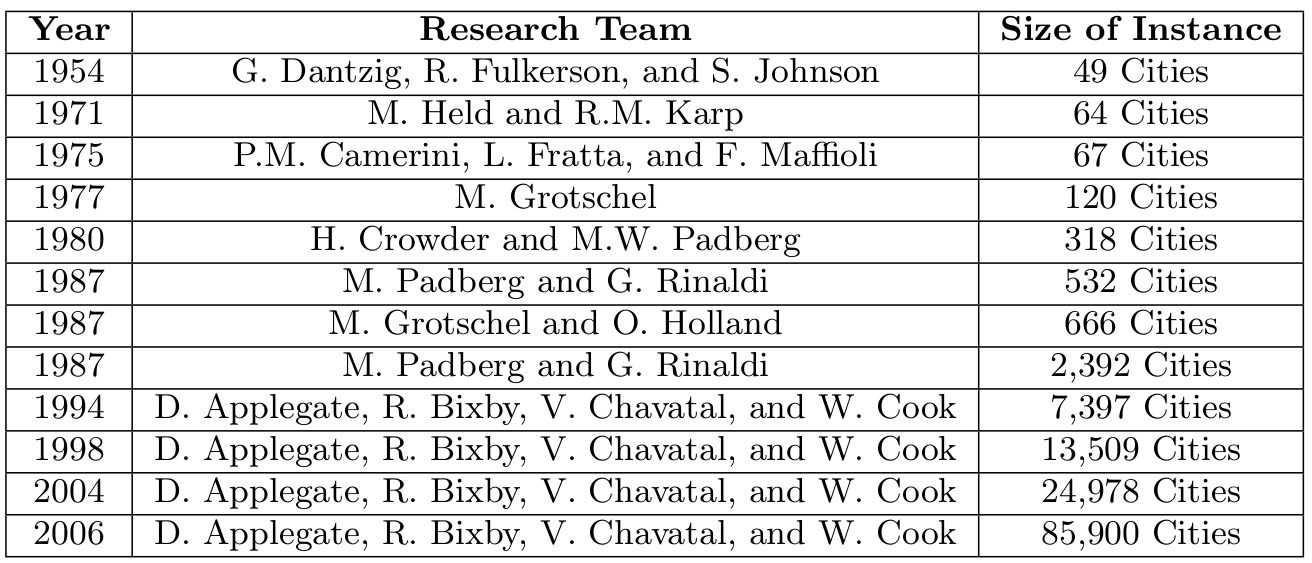 Year Research Team Size of Instance
1954 G. Dantzig, R. Fulkerson, and S. Johnson 49 Cities
1971 M. Held and R.M. Karp 64 Cities
1975 P.M. Camerini, L. Fratta, and F. Maffioli 67 Cities
1977 M. Grotschel 120 Cities
1980 H. Crowder and M.W. Padberg 318 Cities
1987 M. Padberg and G. Rinaldi 532 Cities
1987 M. Grotschel and O. Holland 666 Cities
1987 M. Padberg and G. Rinaldi 2,392 Cities
1994 D. Applegate, R. Bixby, V. Chavatal, and W. Cook 7,397 Cities
1998 D. Applegate, R. Bixby, V. Chavatal, and W. Cook 13,509 Cities
2004 D. Applegate, R. Bixby, V. Chavatal, and W. Cook 24,978 Cities
2006 D. Applegate, R. Bixby, V. Chavatal, and W. Cook 85,900 Cities